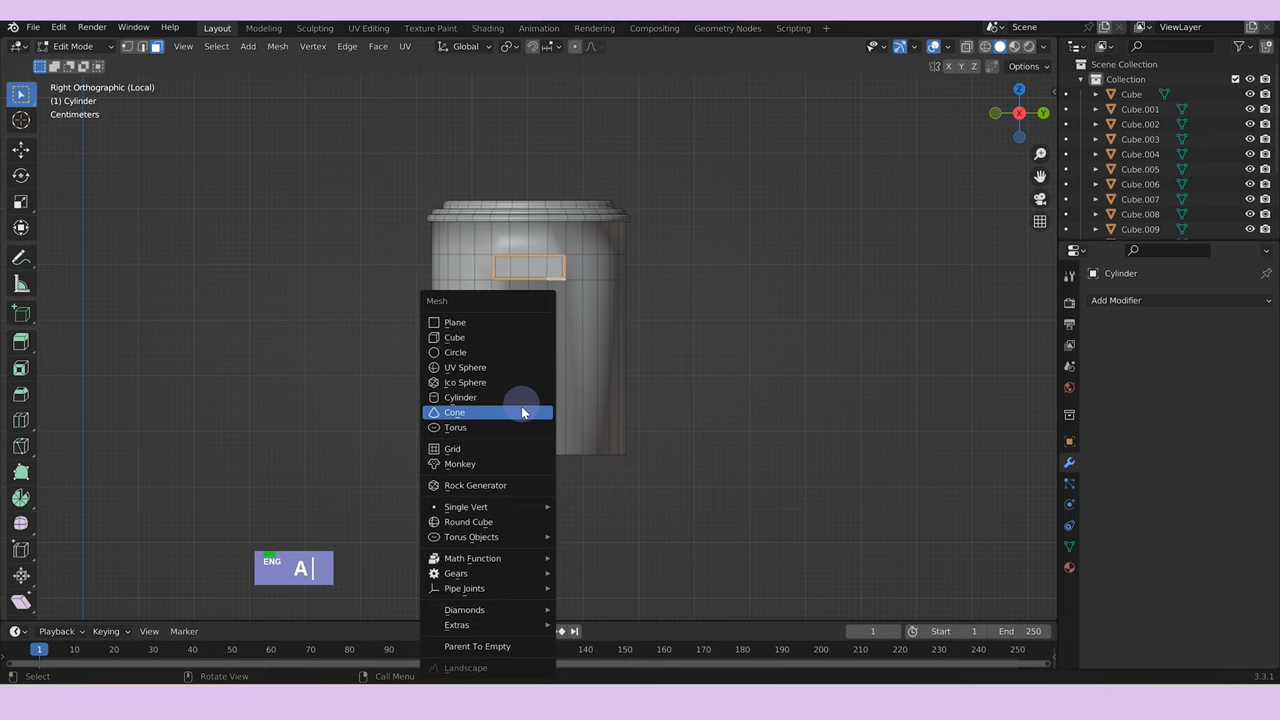 File Edit Render Window Help Layout Modeling Sculpting UV Editing Texture Paint Shading Animation Rendering Compositing Geometry Nodes Scripting + Scene ViewLayer
Edit Mode View Select Add Mesh Vertex Edge Face UV Global
X Y Z Options
Right Orthographic (Local)
(1) Cylinder
Centimeters
Z
X
Y
Scene Collection
Collection
Cube
Cube.001
Cube.002
Cube.003
Cube.004
Cube.005
Cube.006
Cube.007
Cube.008
Cube.009
Cylinder
Add Modifier
Mesh
Plane
Cube
Circle
UV Sphere
Ico Sphere
Cylinder
Cone
Torus
Grid
Monkey
Rock Generator
Single Vert
Round Cube
Torus Objects
Math Function
Gears
Pipe Joints
Diamonds
Extras
Parent To Empty
Landscape
ENG
A
Playback Keying View Marker 1 Start 1 End 250
1 10 20 30 40 50 60 70 80 90 100 110 120 130 140 150 160 170 180 190 200 210 220 230 240 250
Select Rotate View Call Menu 3.3.1